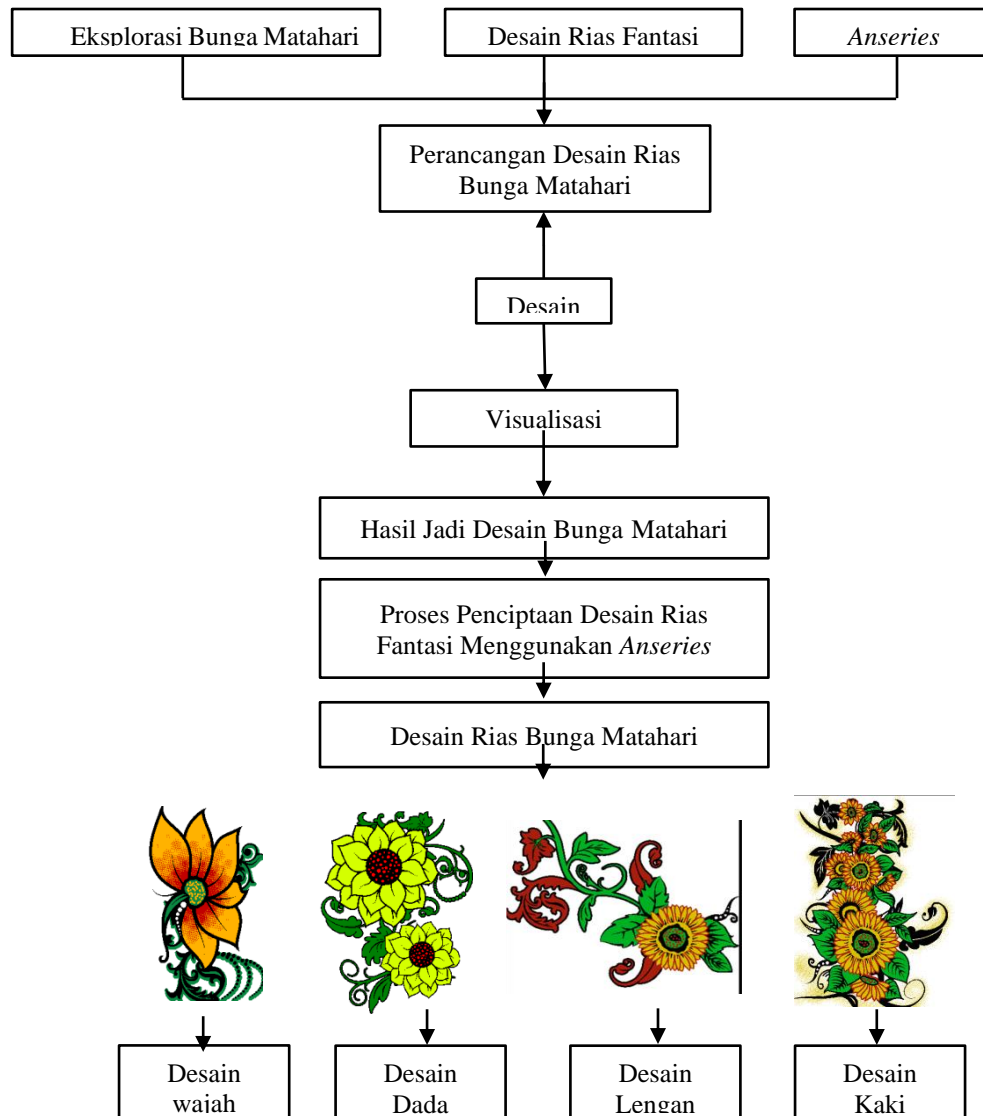 Eksplorasi Bunga Matahari
Desain Rias Fantasi
Anseries
Perancangan Desain Rias
Bunga Matahari
Desain
Visualisasi
Hasil Jadi Desain Bunga Matahari
Proses Penciptaan Desain Rias
Fantasi Menggunakan Anseries
Desain Rias Bunga Matahari
Desain
wajah
Desain
Dada
Desain
Lengan
Desain
Kaki